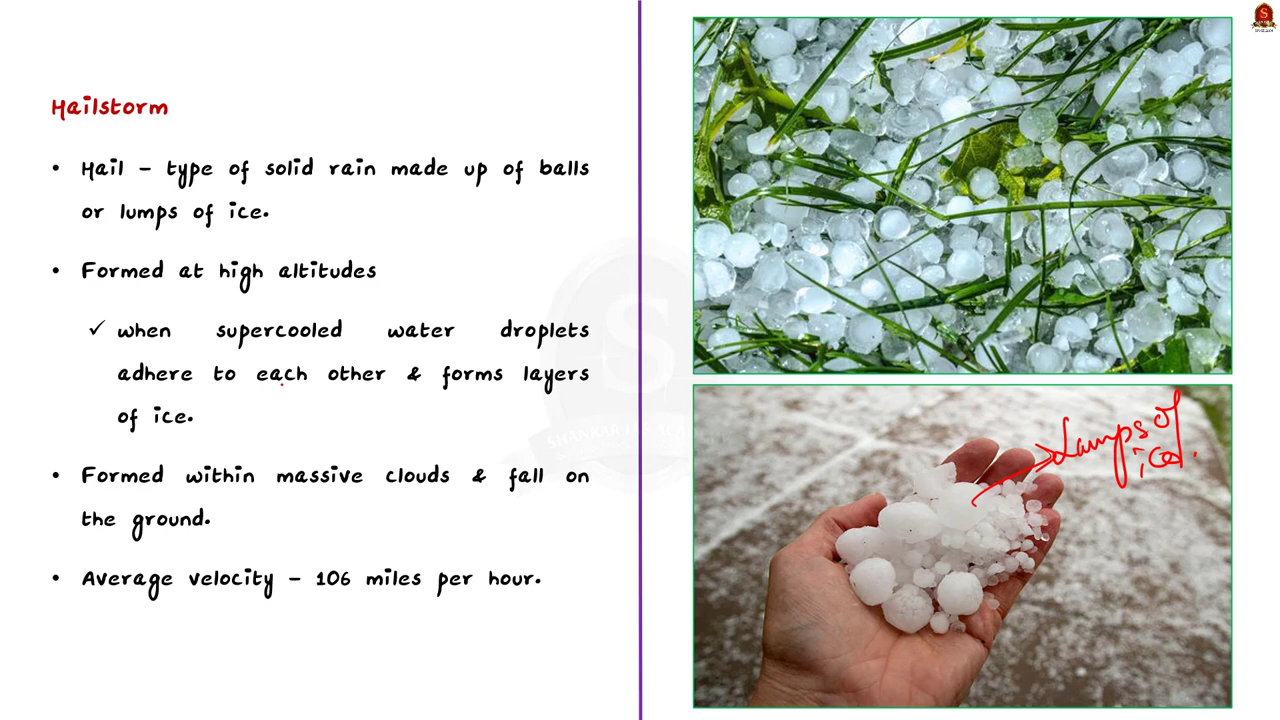 Hailstorm
• Hail – type of solid rain made up of balls
or lumps of ice.
• Formed at high altitudes
✓ when supercooled water droplets
adhere to each other & forms layers
of ice.
• Formed within massive clouds & fall on
the ground.
• Average velocity – 106 miles per hour.
Lumps of
ice.
S
SHANKAR